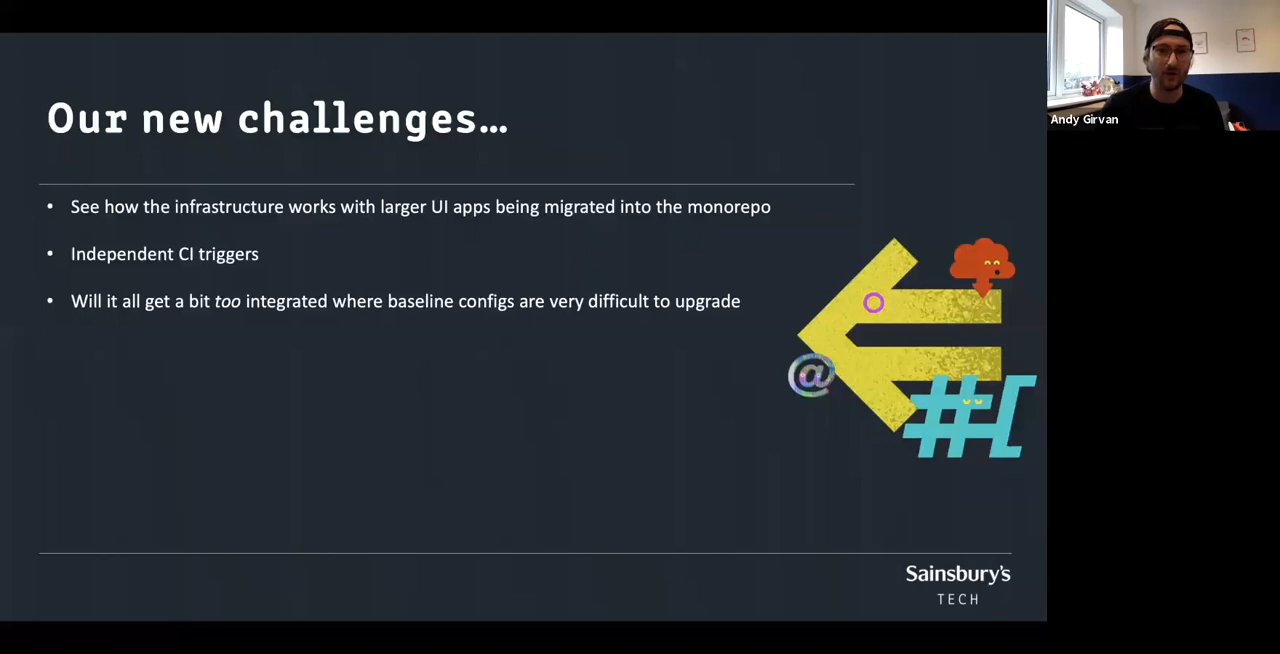 Our new challenges…
• See how the infrastructure works with larger UI apps being migrated into the monorepo
• Independent CI triggers
• Will it all get a bit too integrated where baseline configs are very difficult to upgrade
@
#[
Sainsbury's
TECH
Andy Girvan